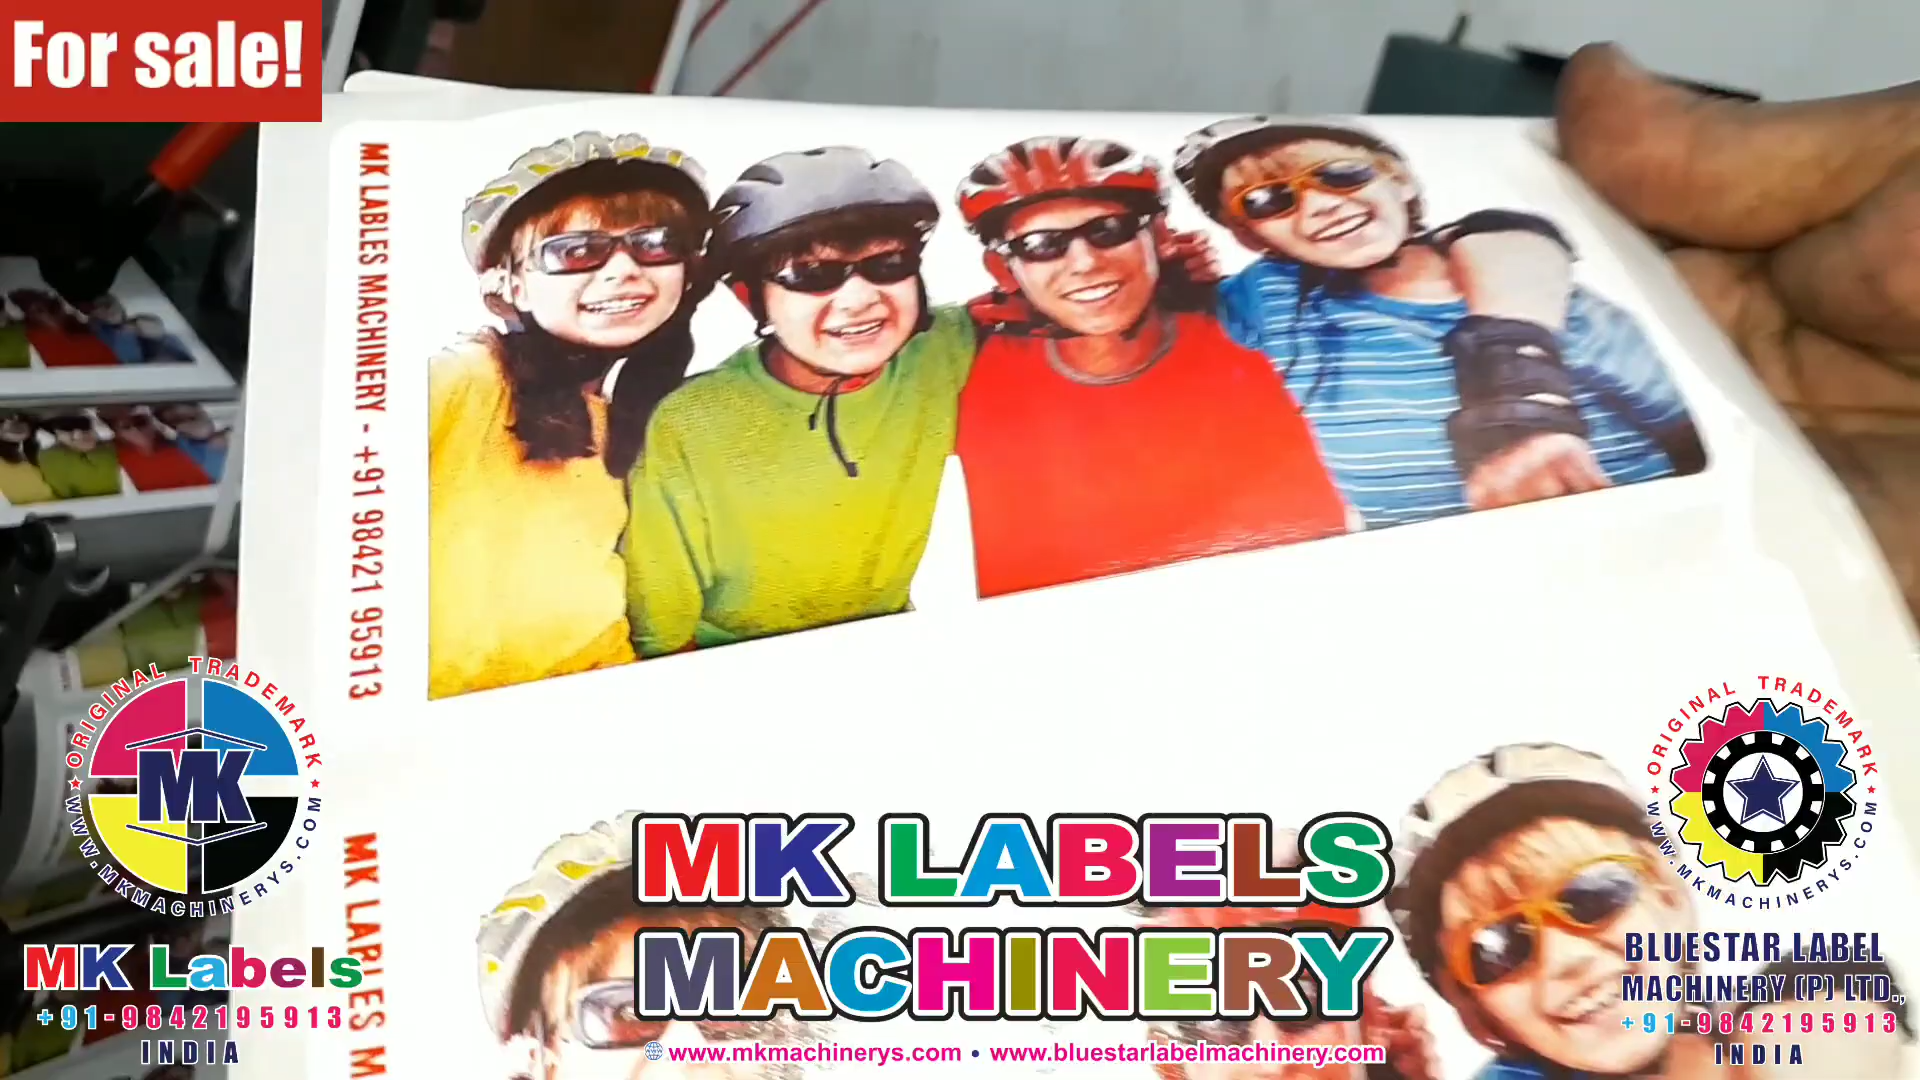 For sale!
MK LABLES MACHINERY - +91 98421 95913
MK LABLES M
ORIGINAL TRADEMARK
MK
WWW.MKMACHINERYS.COM
MK Labels
+91-9842195913
INDIA
MK LABELS
MACHINERY
www.mkmachinerys.com • www.bluestarlabelmachinery.com
ORIGINAL TRADEMARK
WWW.MKMACHINERYS.COM
BLUESTAR LABEL
MACHINERY (P) LTD.,
+91-9842195913
INDIA